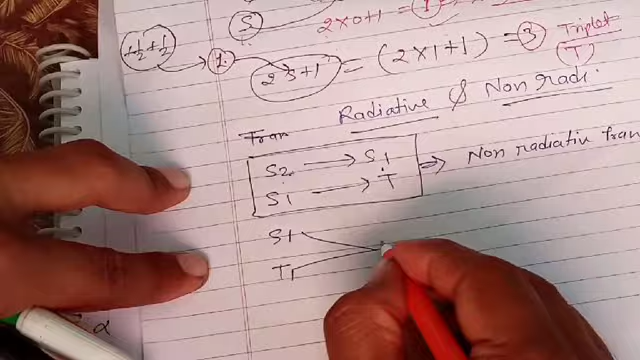 S 2×0+1 = 1
+½+½ → 1. 2S+1 = (2×1+1) = 3 Triplet
(T)
Radiative & Non radi.
Tran
S2 → S1
S1 → T ⇒ Non radiativ tran
S1
T1